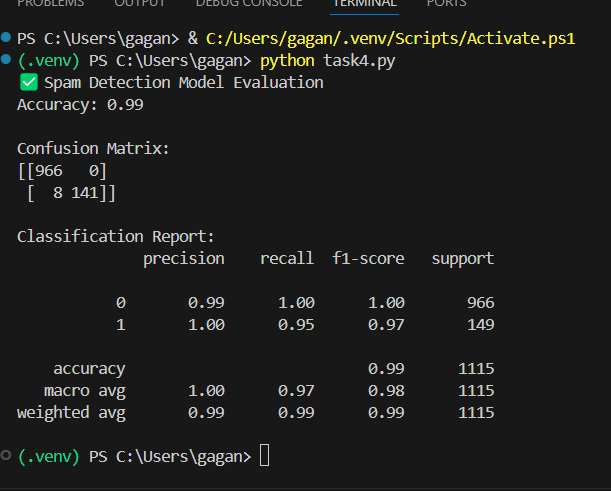 PROBLEMS OUTPUT DEBUG CONSOLE TERMINAL PORTS
PS C:\Users\gagan> & C:/Users/gagan/.venv/Scripts/Activate.ps1
(.venv) PS C:\Users\gagan> python task4.py
✅ Spam Detection Model Evaluation
Accuracy: 0.99
Confusion Matrix:
[[966   0]
 [  8 141]]
Classification Report:
              precision    recall  f1-score   support
           0       0.99      1.00      1.00       966
           1       1.00      0.95      0.97       149
    accuracy                           0.99      1115
   macro avg       1.00      0.97      0.98      1115
weighted avg       0.99      0.99      0.99      1115
(.venv) PS C:\Users\gagan>